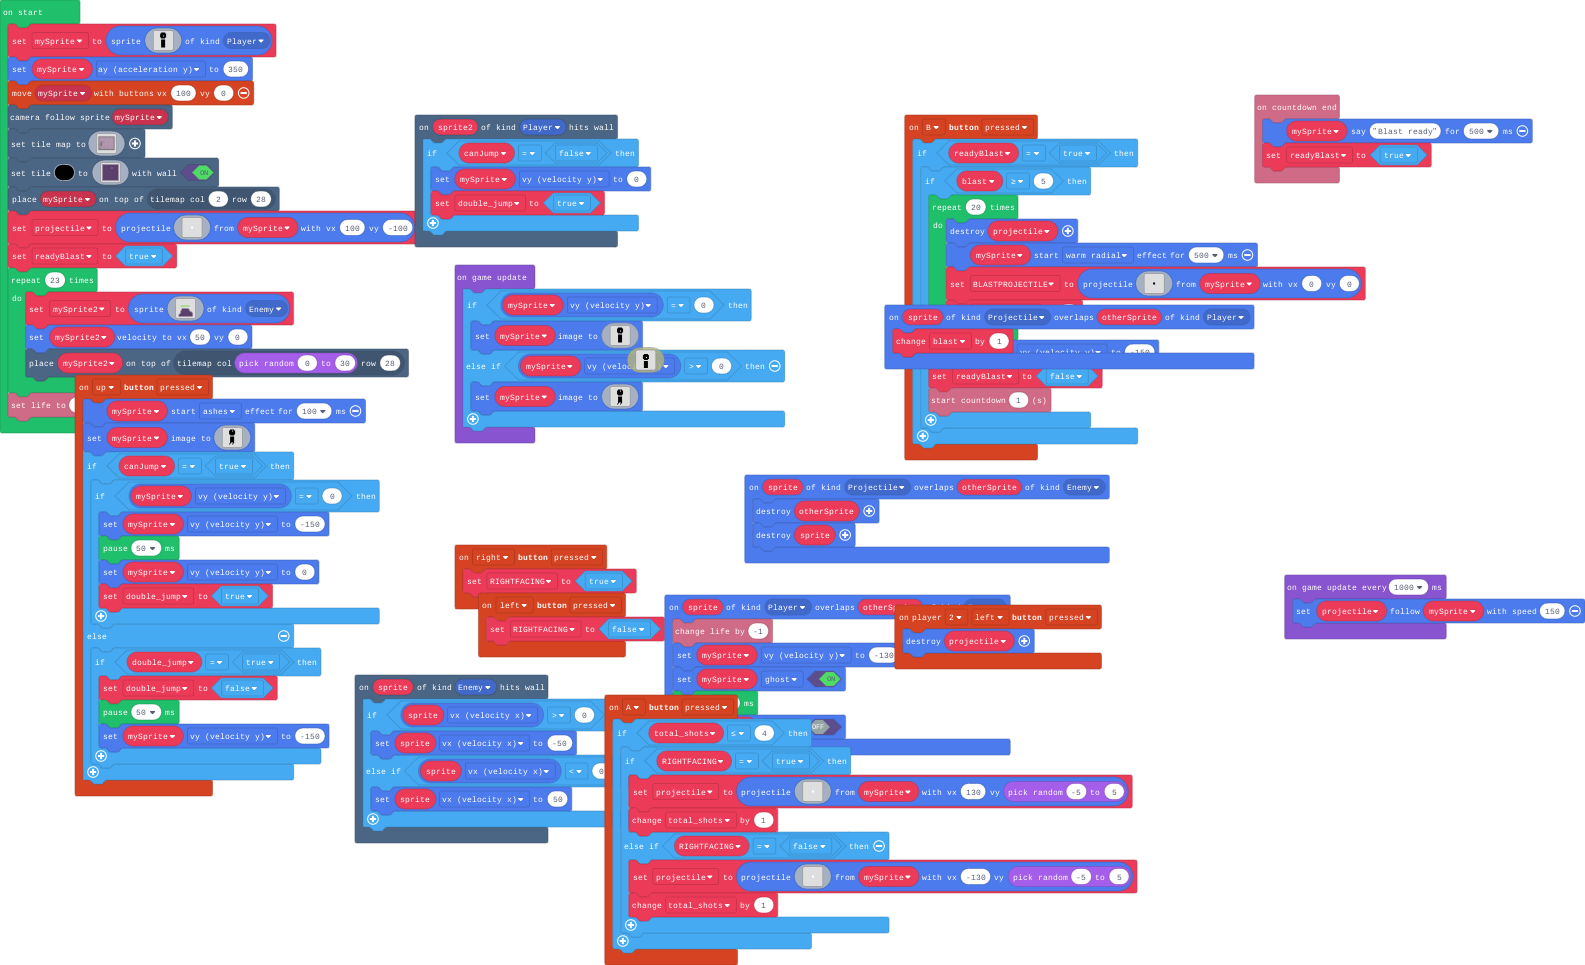 on start
set mySprite to sprite of kind Player
set mySprite ay (acceleration y) to 350
move mySprite with buttons vx 100 vy 0
camera follow sprite mySprite
set tile map to
set tile to with wall ON
place mySprite on top of tilemap col 2 row 28
set projectile to projectile from mySprite with vx 100 vy -100
set readyBlast to true
repeat 23 times
do
set mySprite2 to sprite of kind Enemy
set mySprite2 velocity to vx 50 vy 0
place mySprite2 on top of tilemap col pick random 0 to 30 row 28
set life to
on up button pressed
mySprite start ashes effect for 100 ms
set mySprite image to
if canJump = true then
if mySprite vy (velocity y) = 0 then
set mySprite vy (velocity y) to -150
pause 50 ms
set mySprite vy (velocity y) to 0
set double_jump to true
else
if double_jump = true then
set double_jump to false
pause 50 ms
set mySprite vy (velocity y) to -150
on sprite2 of kind Player hits wall
if canJump = false then
set mySprite vy (velocity y) to 0
set double_jump to true
on game update
if mySprite vy (velocity y) = 0 then
set mySprite image to
else if mySprite vy > 0 then
set mySprite image to
on right button pressed
set RIGHTFACING to true
on left button pressed
set RIGHTFACING to false
on sprite of kind Enemy hits wall
if sprite vx (velocity x) > 0
set sprite vx (velocity x) to -50
else if sprite vx (velocity x) < 0
set sprite vx (velocity x) to 50
on B button pressed
if readyBlast = true then
if blast ≥ 5 then
repeat 20 times
do
destroy projectile
mySprite start warm radial effect for 500 ms
set BLASTPROJECTILE to projectile from mySprite with vx 0 vy 0
vy (velocity y) to -150
set readyBlast to false
start countdown 1 (s)
on sprite of kind Projectile overlaps otherSprite of kind Player
change blast by 1
on sprite of kind Projectile overlaps otherSprite of kind Enemy
destroy otherSprite
destroy sprite
on sprite of kind Player overlaps
change life by -1
set mySprite vy (velocity y) to -130
set mySprite ghost ON
ms
OFF
on player 2 left button pressed
destroy projectile
on A button pressed
if total_shots ≤ 4 then
if RIGHTFACING = true then
set projectile to projectile from mySprite with vx 130 vy pick random -5 to 5
change total_shots by 1
else if RIGHTFACING = false then
set projectile to projectile from mySprite with vx -130 vy pick random -5 to 5
change total_shots by 1
on countdown end
mySprite say "Blast ready" for 500 ms
set readyBlast to true
on game update every 1000 ms
set projectile follow mySprite with speed 150